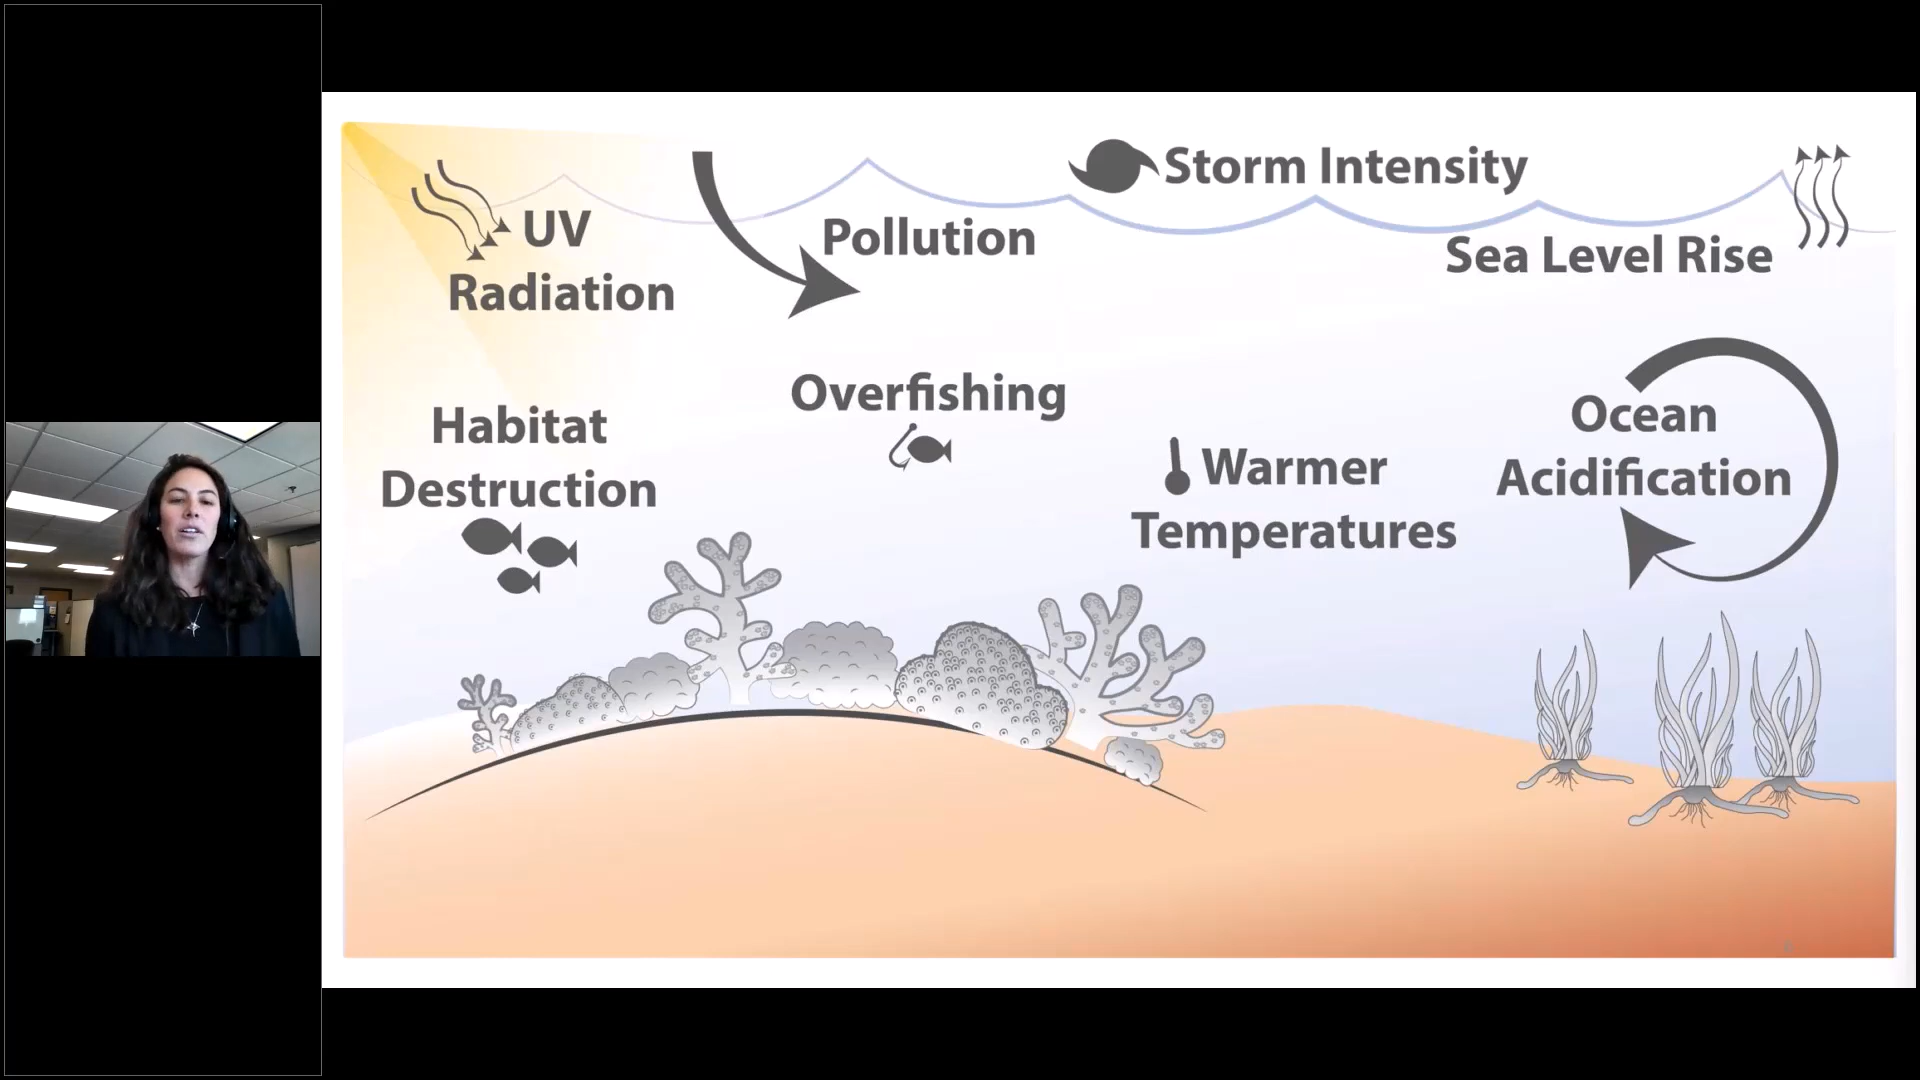 Storm Intensity
UV
Radiation
Pollution
Sea Level Rise
Overfishing
Habitat
Destruction
Warmer
Temperatures
Ocean
Acidification